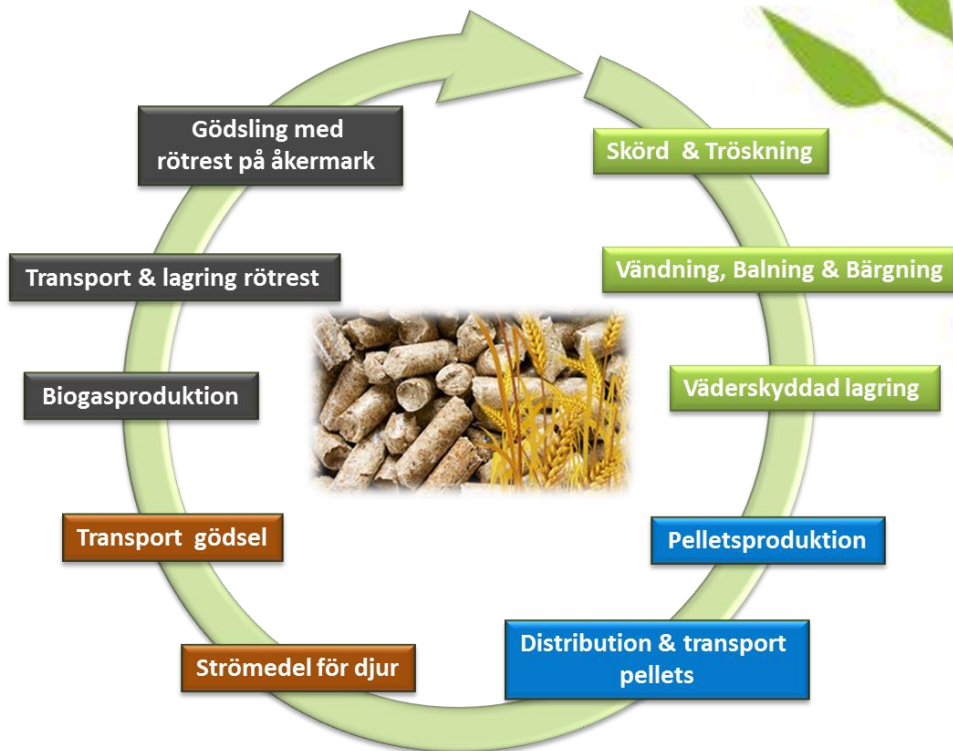 Skörd & Tröskning
Vändning, Balning & Bärgning
Väderskyddad lagring
Pelletsproduktion
Distribution & transport
pellets
Strömedel för djur
Transport gödsel
Biogasproduktion
Transport & lagring rötrest
Gödsling med
rötrest på åkermark